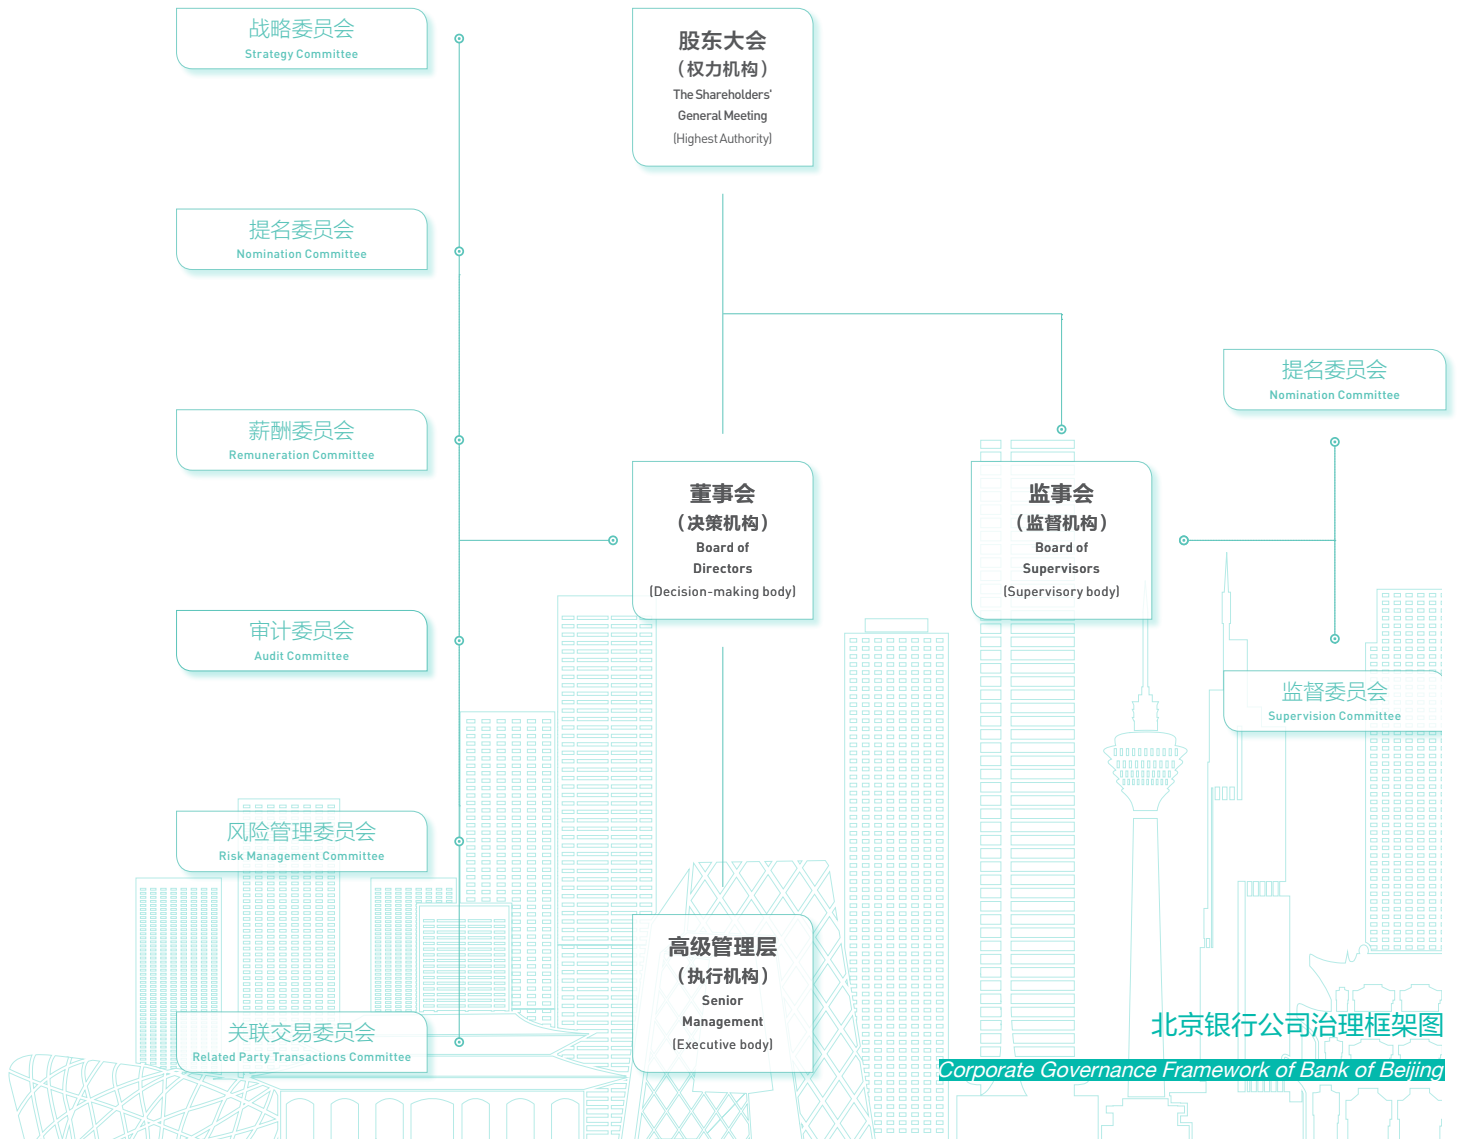 战略委员会
Strategy Committee
股东大会
（权力机构）
The Shareholders'
General Meeting
(Highest Authority)
提名委员会
Nomination Committee
薪酬委员会
Remuneration Committee
审计委员会
Audit Committee
风险管理委员会
Risk Management Committee
关联交易委员会
Related Party Transactions Committee
董事会
（决策机构）
Board of
Directors
(Decision-making body)
监事会
（监督机构）
Board of
Supervisors
(Supervisory body)
提名委员会
Nomination Committee
监督委员会
Supervision Committee
高级管理层
（执行机构）
Senior
Management
(Executive body)
北京银行公司治理框架图
Corporate Governance Framework of Bank of Beijing